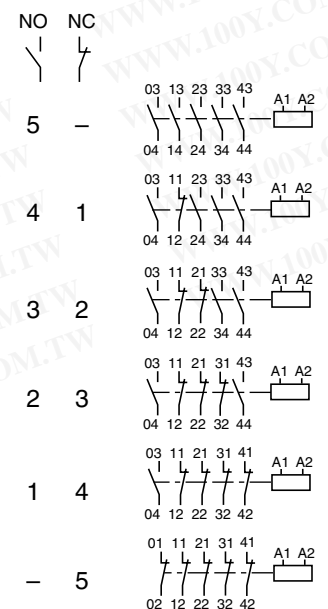 NO NC
03 13 23 33 43
A1 A2
5 –
04 14 24 34 44
03 11 23 33 43
A1 A2
4 1
04 12 24 34 44
03 11 21 33 43
A1 A2
3 2
04 12 22 34 44
03 11 21 31 43
A1 A2
2 3
04 12 22 32 44
03 11 21 31 41
A1 A2
1 4
04 12 22 32 42
01 11 21 31 41
A1 A2
– 5
02 12 22 32 42